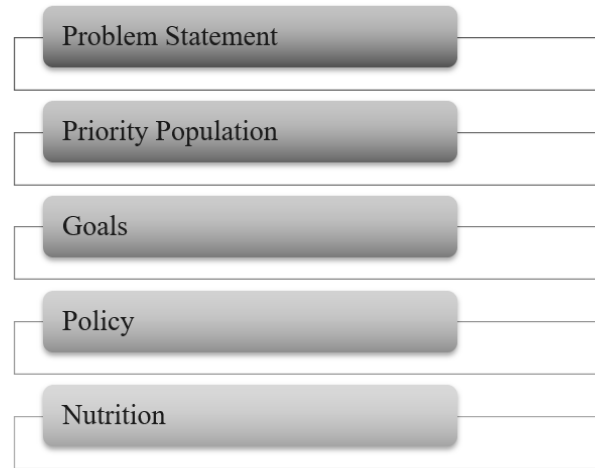 Problem Statement
Priority Population
Goals
Policy
Nutrition